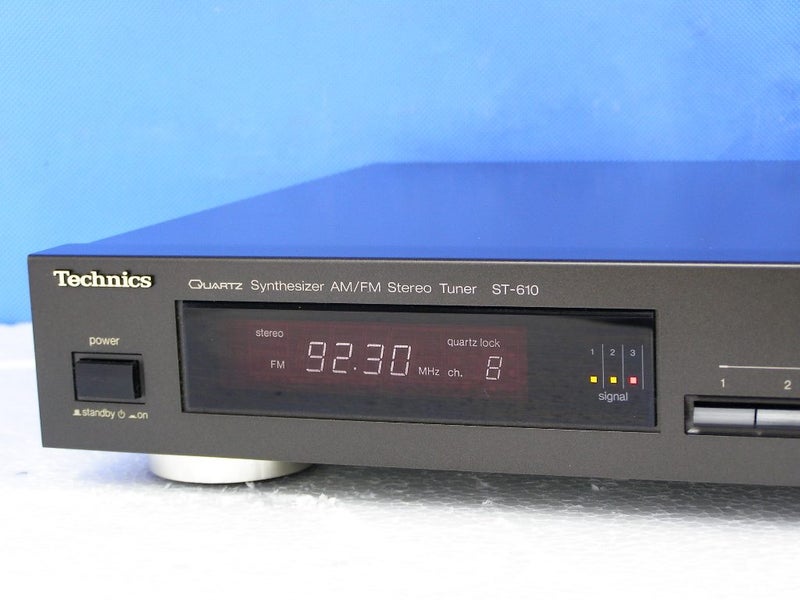 Technics
QUARTZ Synthesizer AM/FM Stereo Tuner ST-610
power
standby on
stereo
quartz lock
FM 92.30 MHz ch. 8
1 2 3
signal
1 2